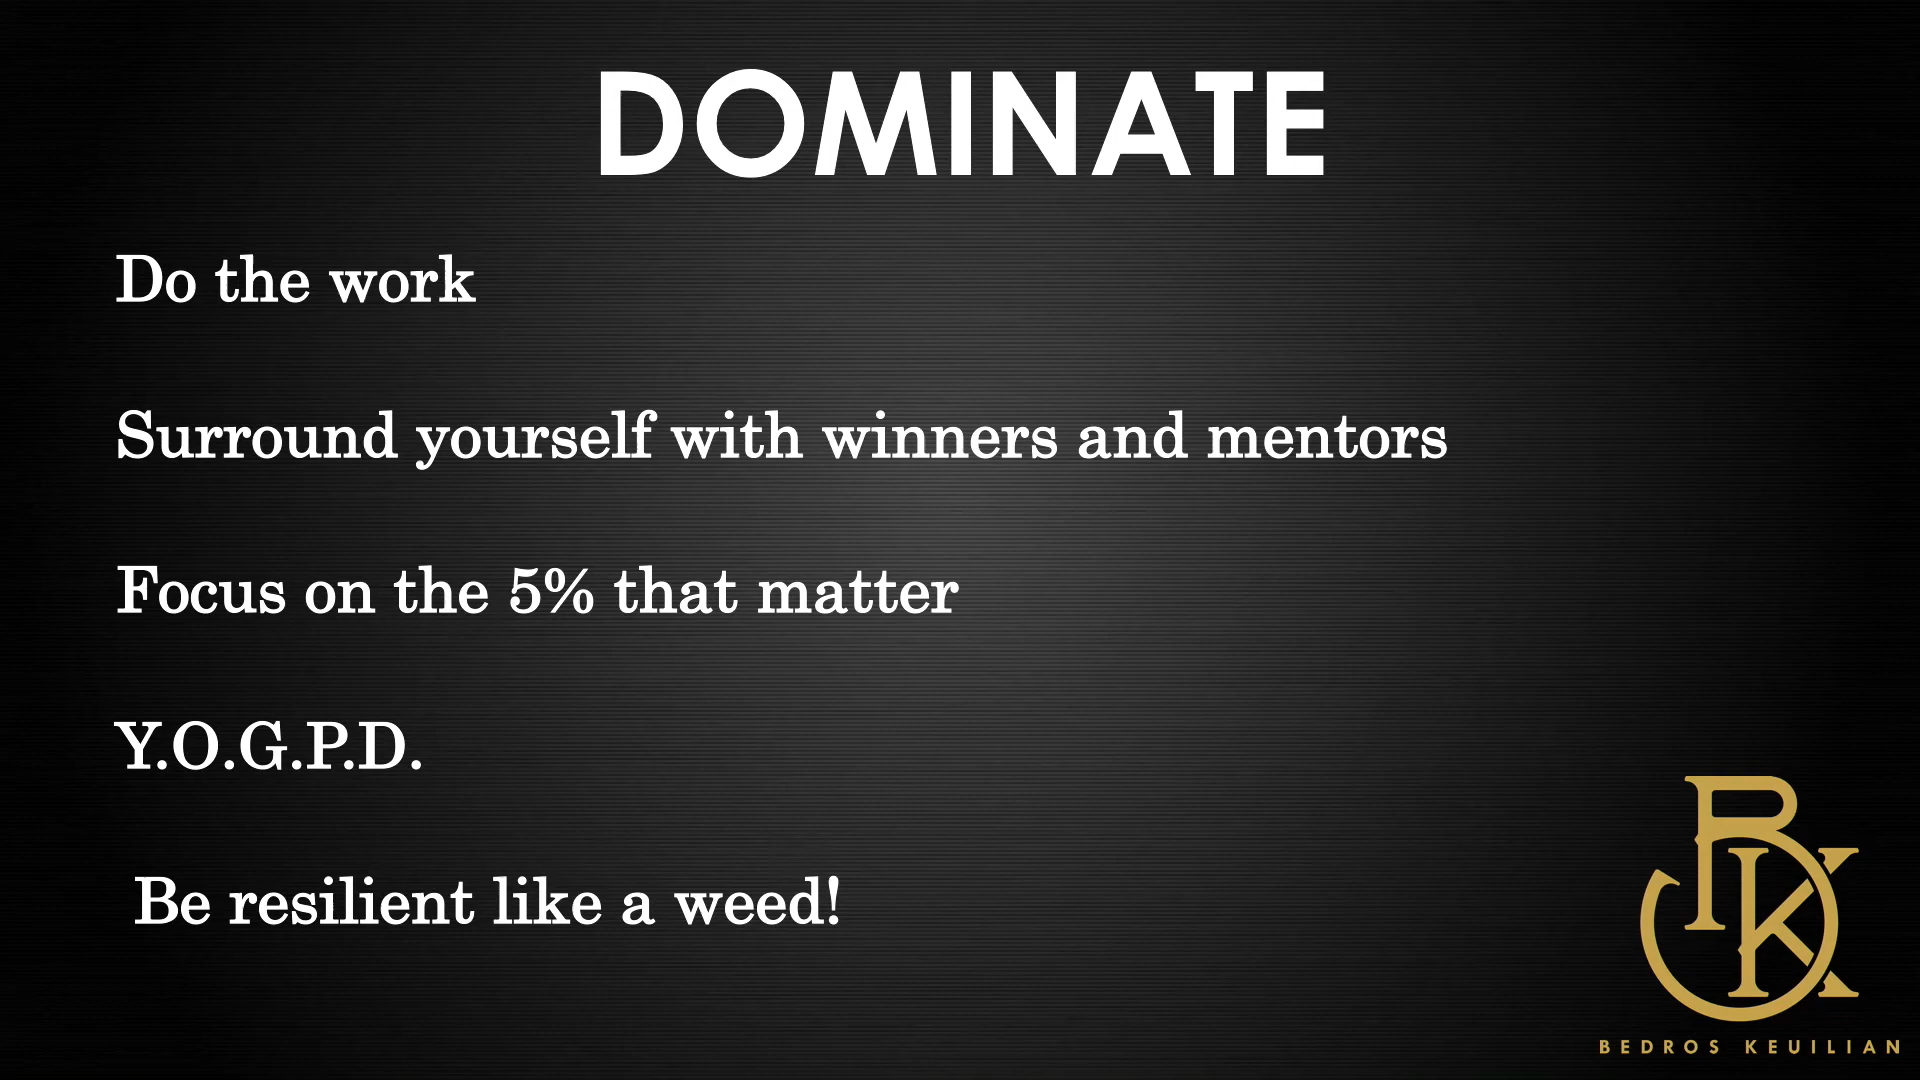 DOMINATE
Do the work
Surround yourself with winners and mentors
Focus on the 5% that matter
Y.O.G.P.D.
Be resilient like a weed!
BK
BEDROS KEUILIAN